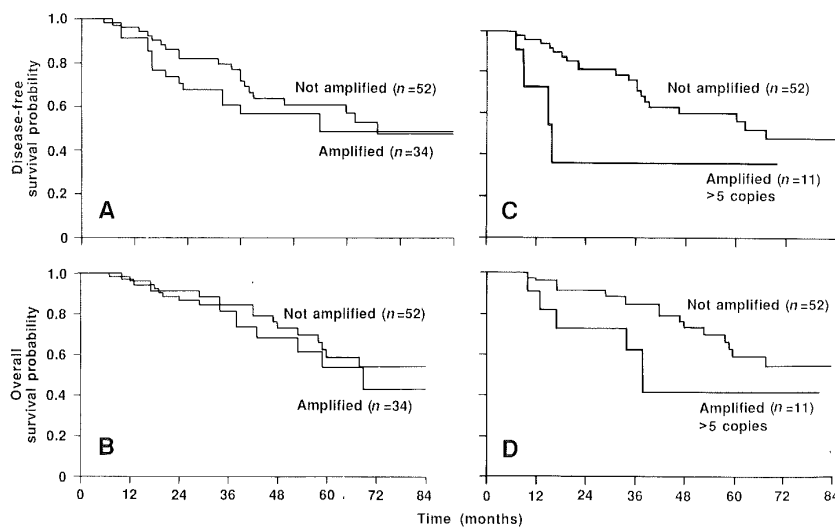 Disease-free
survival probability
1.0
0.8
0.6
0.4
0.2
0
Not amplified (n=52)
Amplified (n=34)
A
Not amplified (n=52)
Amplified (n=11)
>5 copies
C
Overall
survival probability
1.0
0.8
0.6
0.4
0.2
0
Not amplified (n=52)
Amplified (n=34)
B
0 12 24 36 48 60 72 84
Not amplified (n=52)
Amplified (n=11)
>5 copies
D
0 12 24 36 48 60 72 84
Time (months)